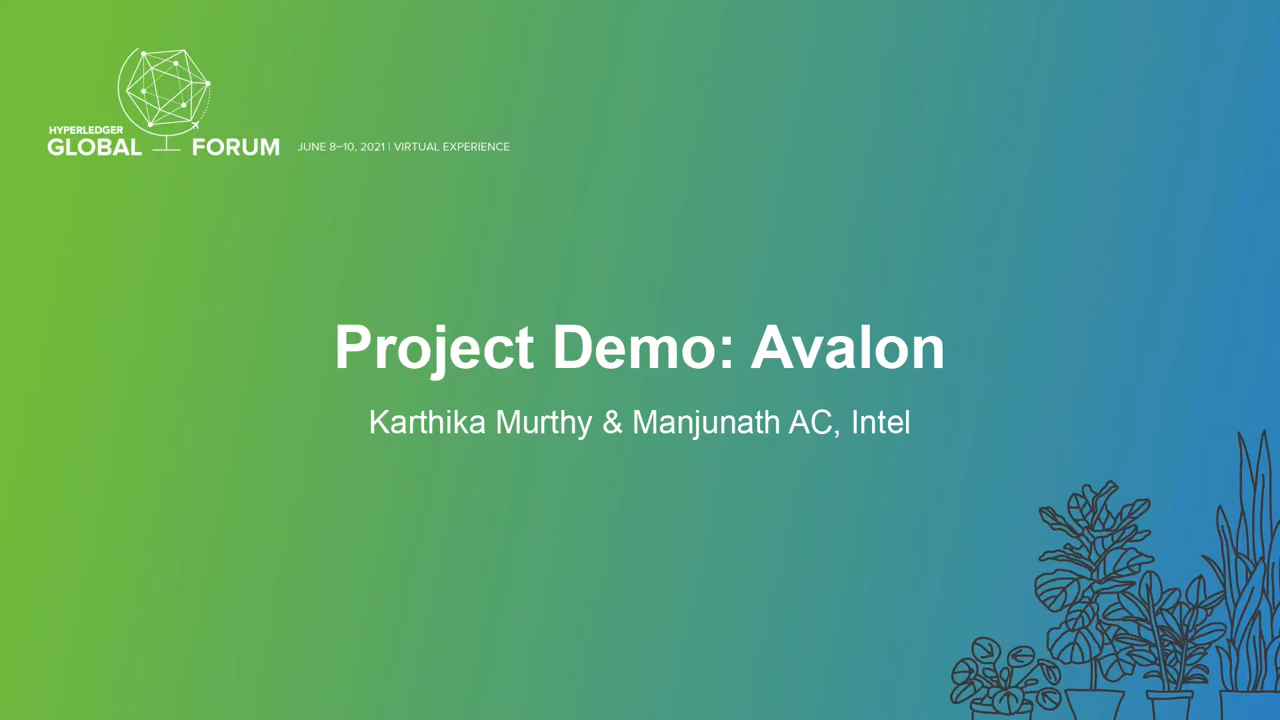 HYPERLEDGER
GLOBAL FORUM JUNE 8–10, 2021 | VIRTUAL EXPERIENCE
Project Demo: Avalon
Karthika Murthy & Manjunath AC, Intel